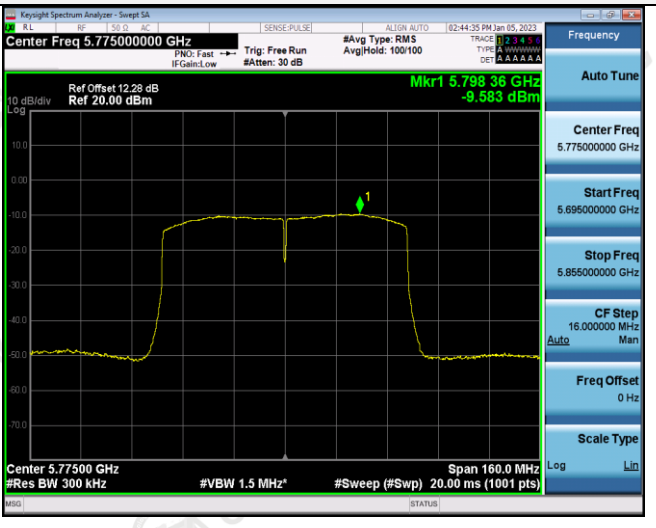 Keysight Spectrum Analyzer - Swept SA
RL RF 50 Ω AC SENSE:PULSE ALIGN AUTO 02:44:35 PM Jan 05, 2023
Center Freq 5.775000000 GHz
PNO: Fast
IFGain:Low
Trig: Free Run
#Atten: 30 dB
#Avg Type: RMS
Avg|Hold: 100/100
TRACE 1 2 3 4 5 6
TYPE A WWWWW
DET A A A A A A
Ref Offset 12.28 dB
10 dB/div Ref 20.00 dBm
Log
Mkr1 5.798 36 GHz
-9.583 dBm
10.0
0.00
-10.0
-20.0
-30.0
-40.0
-50.0
-60.0
-70.0
1
Center 5.77500 GHz Span 160.0 MHz
#Res BW 300 kHz #VBW 1.5 MHz* #Sweep (#Swp) 20.00 ms (1001 pts)
MSG STATUS
Frequency
Auto Tune
Center Freq
5.775000000 GHz
Start Freq
5.695000000 GHz
Stop Freq
5.855000000 GHz
CF Step
16.000000 MHz
Auto Man
Freq Offset
0 Hz
Scale Type
Log Lin